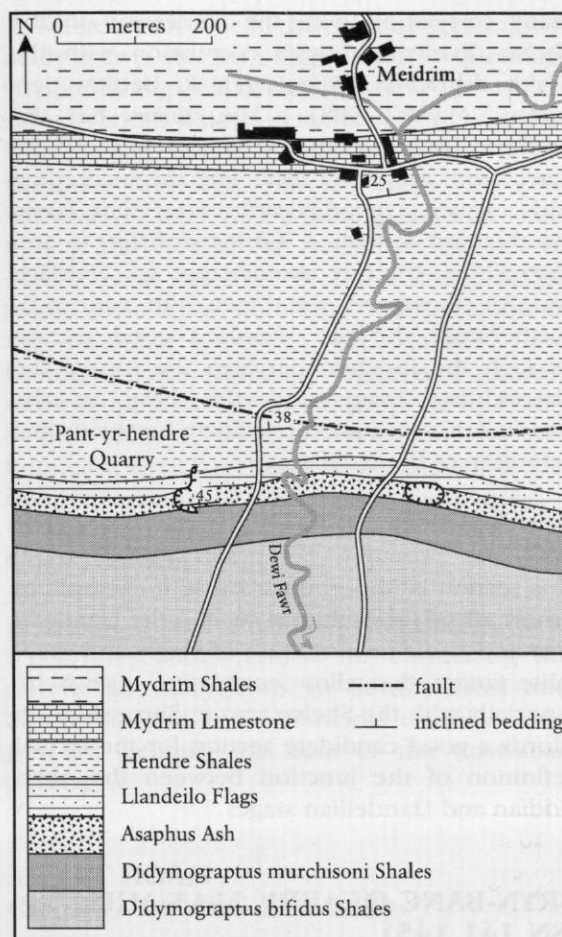 N 0 metres 200
Meidrim
25
38
Pant-yr-hendre
Quarry
45
Dewi Fawr
Mydrim Shales
Mydrim Limestone
Hendre Shales
Llandeilo Flags
Asaphus Ash
Didymograptus murchisoni Shales
Didymograptus bifidus Shales
fault
inclined bedding